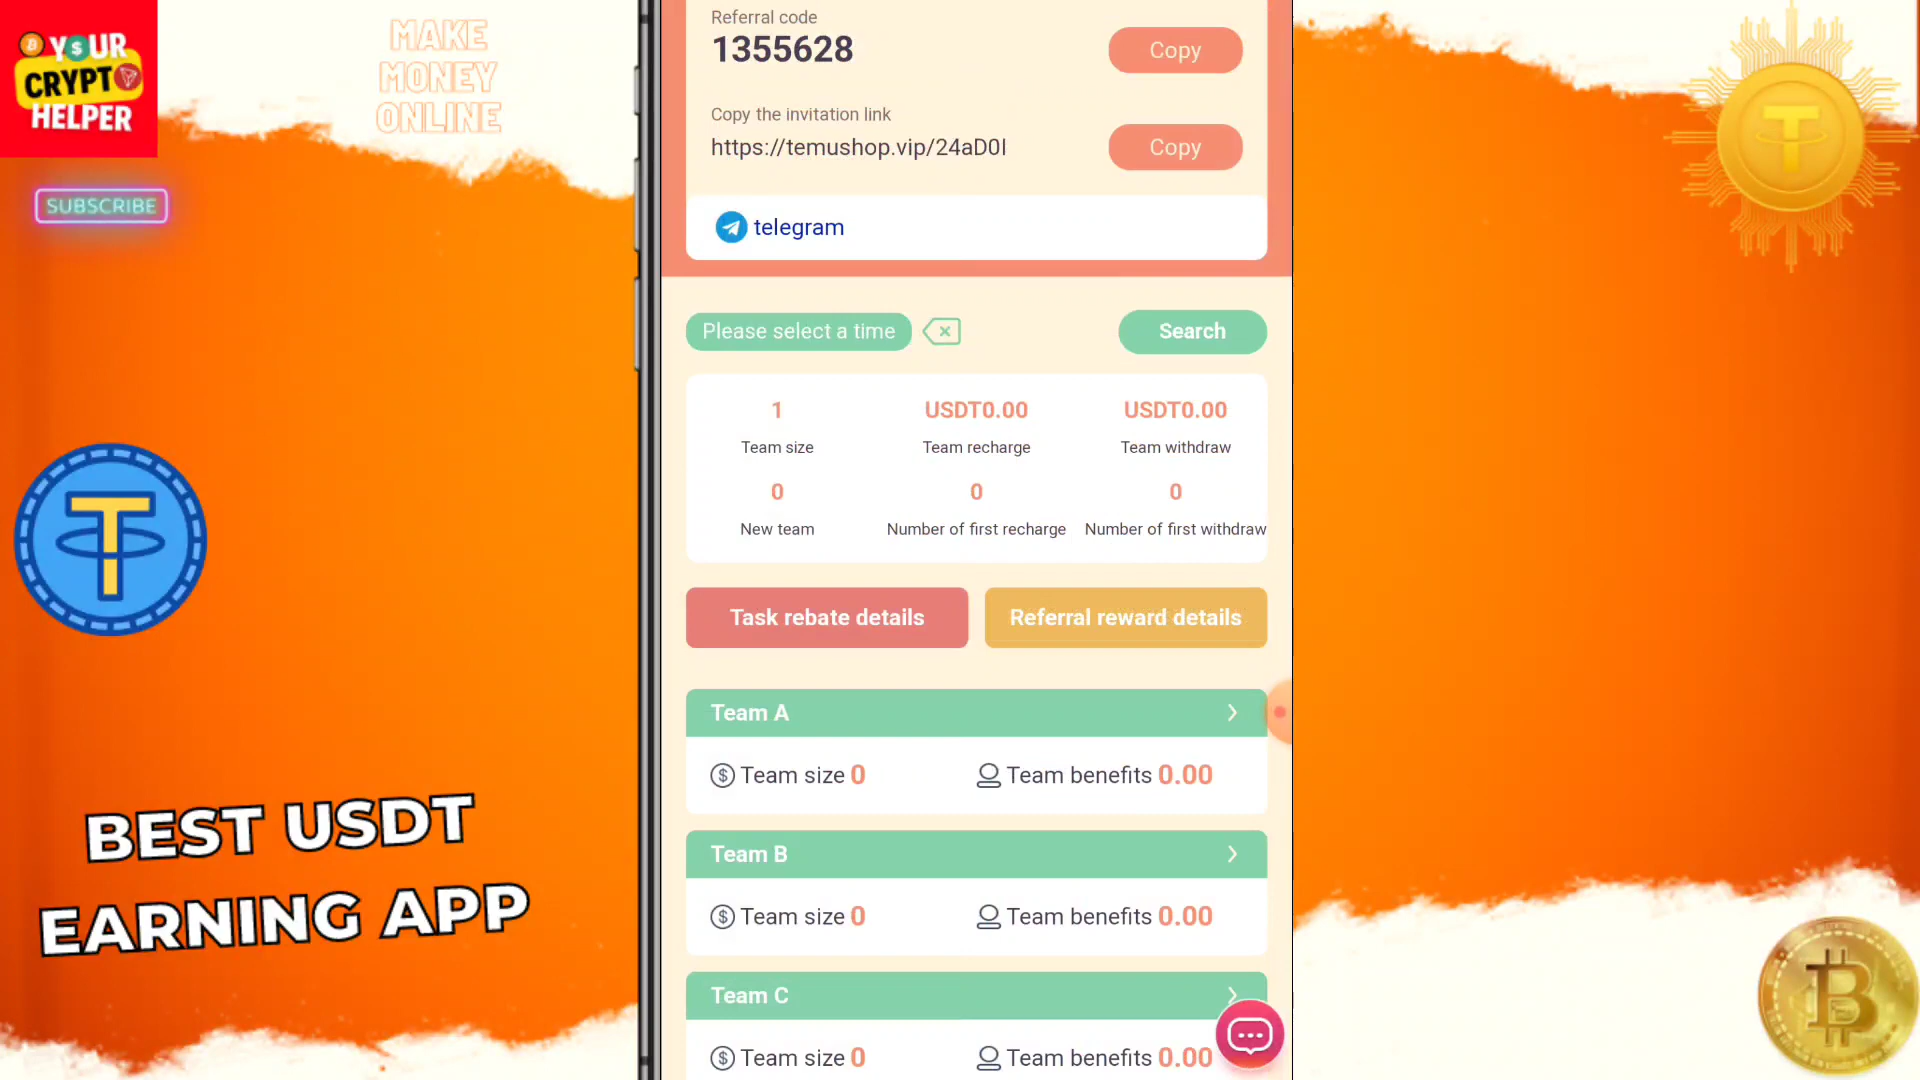 YOUR
CRYPTO
HELPER
SUBSCRIBE
MAKE
MONEY
ONLINE
BEST USDT
EARNING APP
Referral code
1355628
Copy
Copy the invitation link
https://temushop.vip/24aD0I
Copy
telegram
Please select a time
Search
1
USDT0.00
USDT0.00
Team size
Team recharge
Team withdraw
0
0
0
New team
Number of first recharge
Number of first withdraw
Task rebate details
Referral reward details
Team A
Team size 0
Team benefits 0.00
Team B
Team size 0
Team benefits 0.00
Team C
Team size 0
Team benefits 0.00